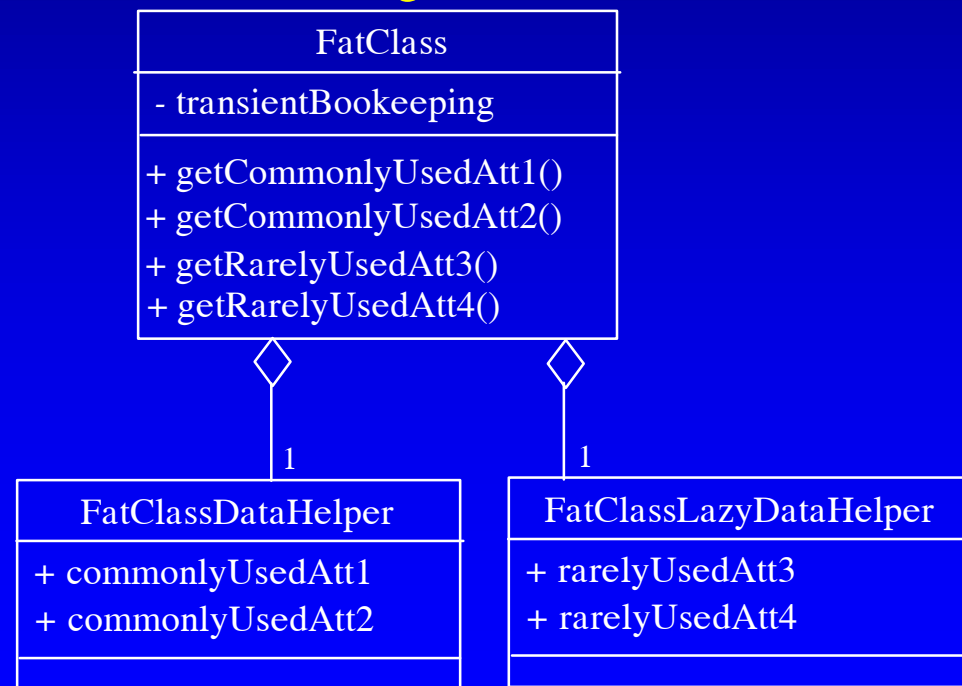 FatClass
- transientBookeeping
+ getCommonlyUsedAtt1()
+ getCommonlyUsedAtt2()
+ getRarelyUsedAtt3()
+ getRarelyUsedAtt4()
1
1
FatClassDataHelper
+ commonlyUsedAtt1
+ commonlyUsedAtt2
FatClassLazyDataHelper
+ rarelyUsedAtt3
+ rarelyUsedAtt4